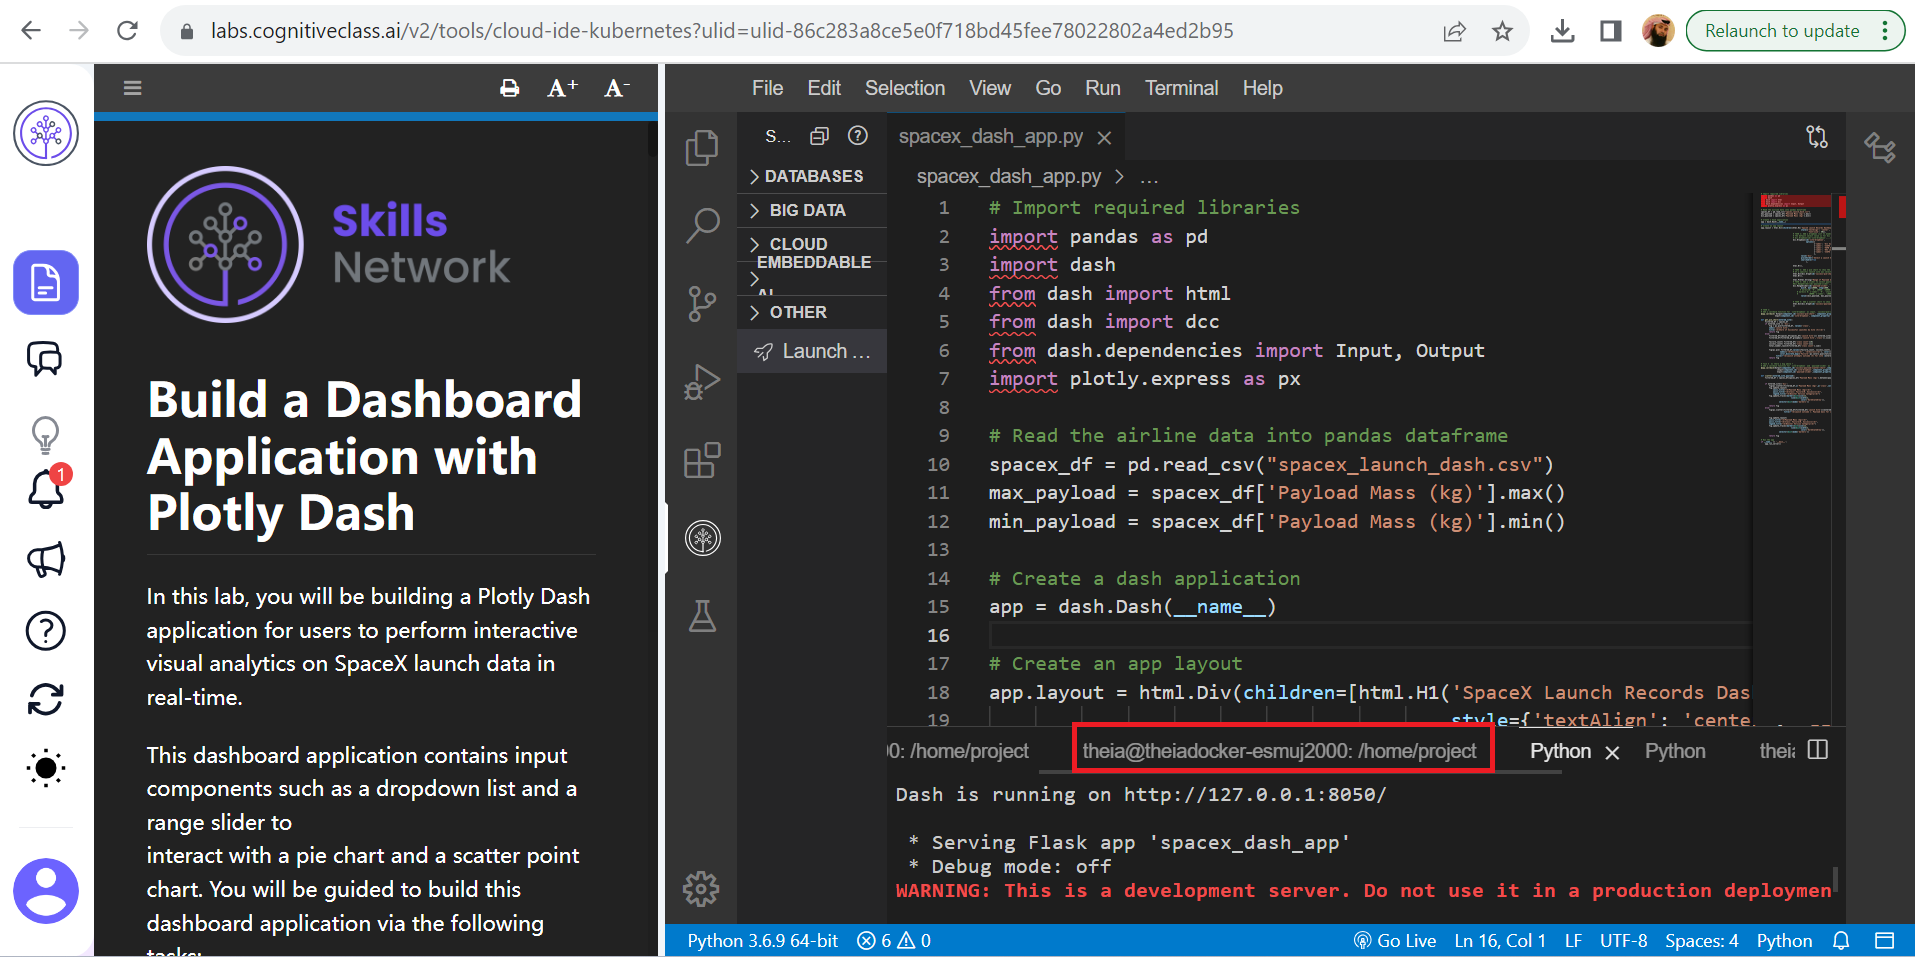 labs.cognitiveclass.ai/v2/tools/cloud-ide-kubernetes?ulid=ulid-86c283a8ce5e0f718bd45fee78022802a4ed2b95
Relaunch to update
1
A+ A-
Skills
Network
Build a Dashboard
Application with
Plotly Dash
In this lab, you will be building a Plotly Dash
application for users to perform interactive
visual analytics on SpaceX launch data in
real-time.
This dashboard application contains input
components such as a dropdown list and a
range slider to
interact with a pie chart and a scatter point
chart. You will be guided to build this
dashboard application via the following
tasks:
File Edit Selection View Go Run Terminal Help
S...
DATABASES
BIG DATA
CLOUD
EMBEDDABLE
AI
OTHER
Launch ...
spacex_dash_app.py
spacex_dash_app.py > ...
1 # Import required libraries
2 import pandas as pd
3 import dash
4 from dash import html
5 from dash import dcc
6 from dash.dependencies import Input, Output
7 import plotly.express as px
8
9 # Read the airline data into pandas dataframe
10 spacex_df = pd.read_csv("spacex_launch_dash.csv")
11 max_payload = spacex_df['Payload Mass (kg)'].max()
12 min_payload = spacex_df['Payload Mass (kg)'].min()
13
14 # Create a dash application
15 app = dash.Dash(__name__)
16
17 # Create an app layout
18 app.layout = html.Div(children=[html.H1('SpaceX Launch Records Das
19 style={'textAlign': 'cente
00: /home/project theia@theiadocker-esmuj2000: /home/project Python Python theia
Dash is running on http://127.0.0.1:8050/
* Serving Flask app 'spacex_dash_app'
* Debug mode: off
WARNING: This is a development server. Do not use it in a production deploymen
Python 3.6.9 64-bit 6 0 Go Live Ln 16, Col 1 LF UTF-8 Spaces: 4 Python